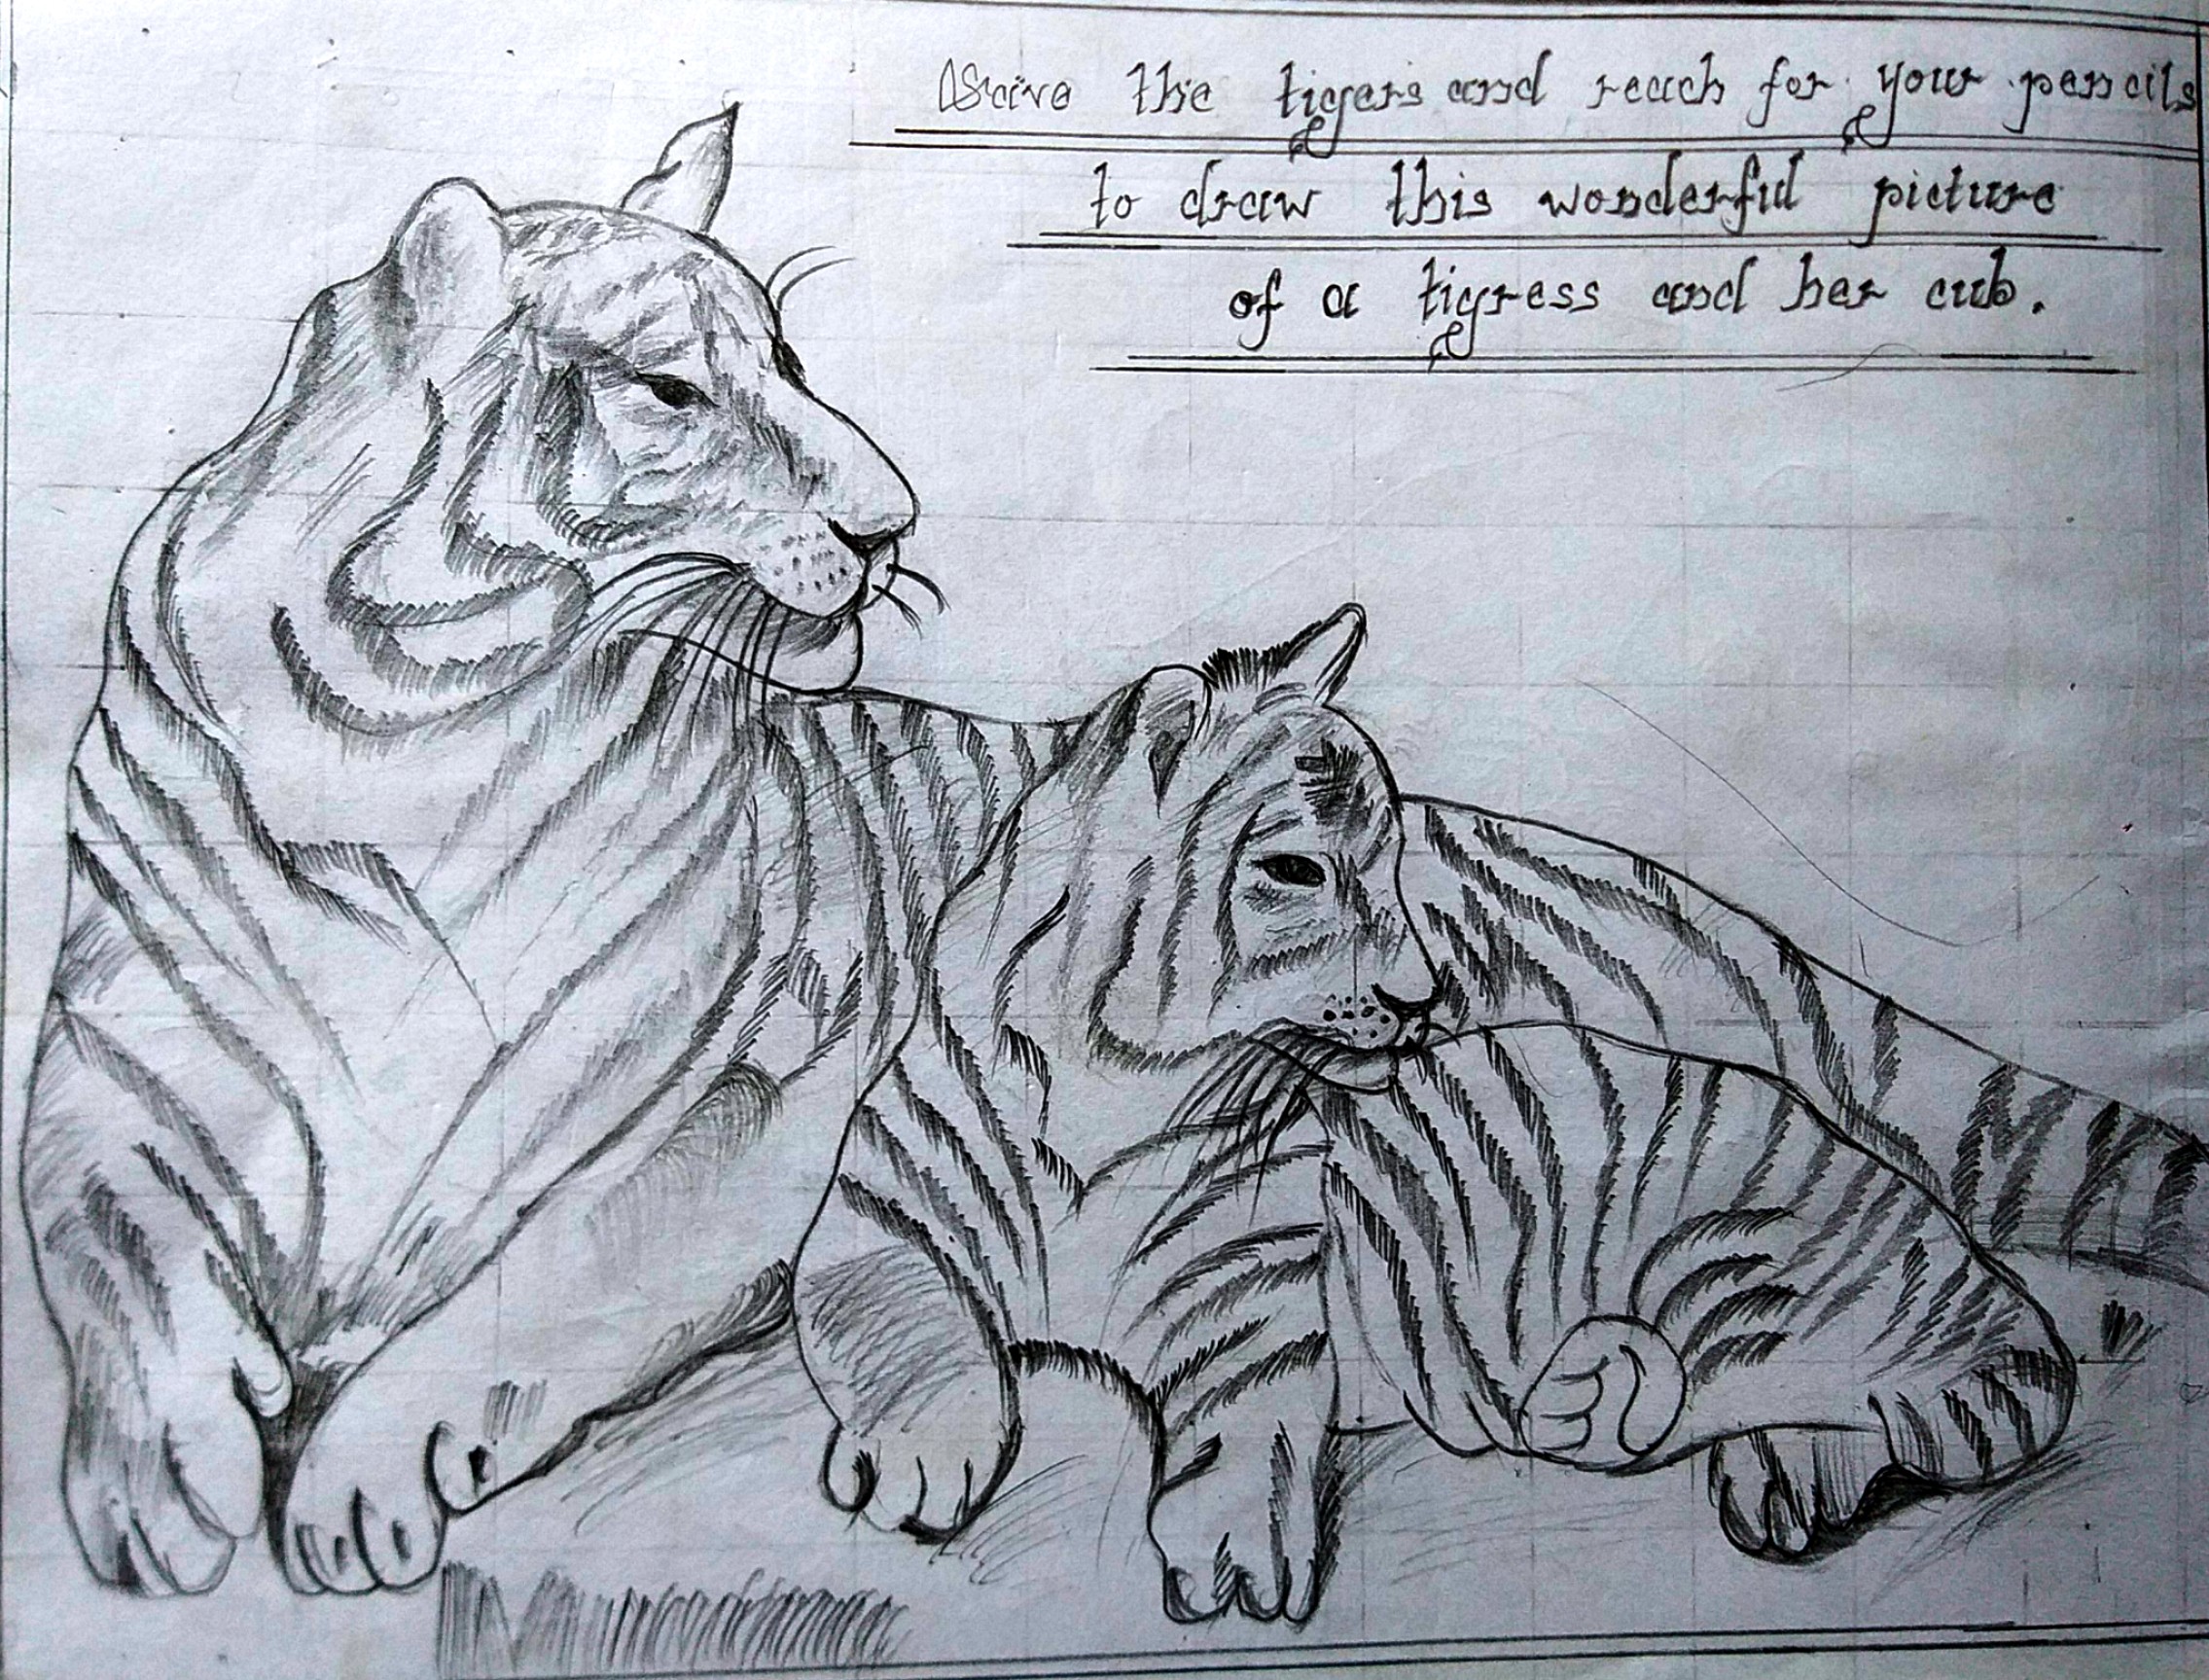 Save the tigers and reach for your pencils
to draw this wonderful picture
of a tigress and her cub.